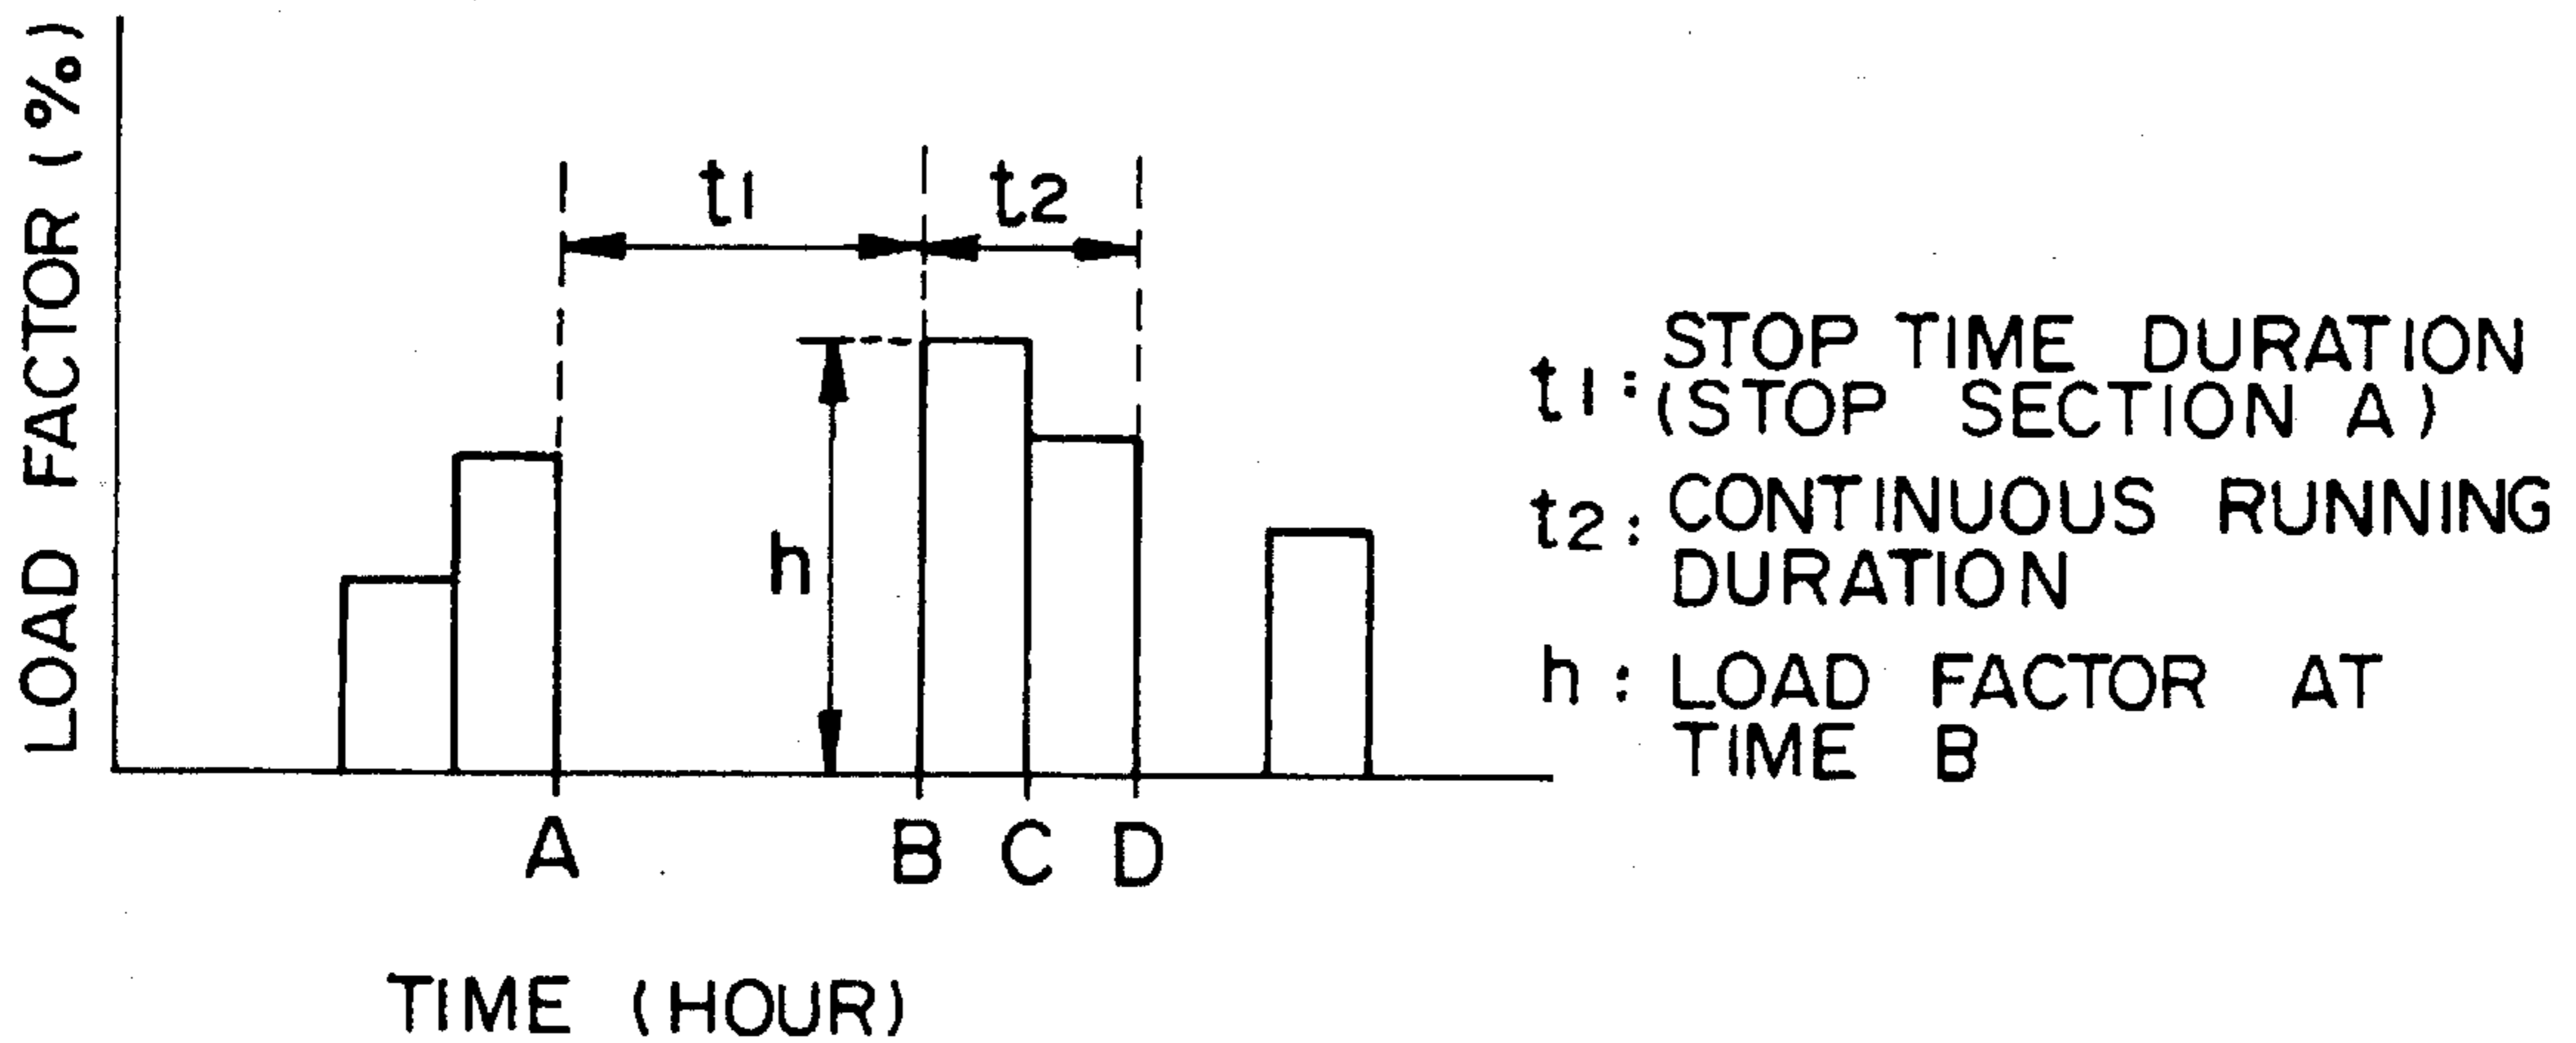 LOAD FACTOR (%)
t1
t2
h
A
B
C
D
TIME (HOUR)
t1: STOP TIME DURATION
(STOP SECTION A)
t2: CONTINUOUS RUNNING
DURATION
h: LOAD FACTOR AT
TIME B